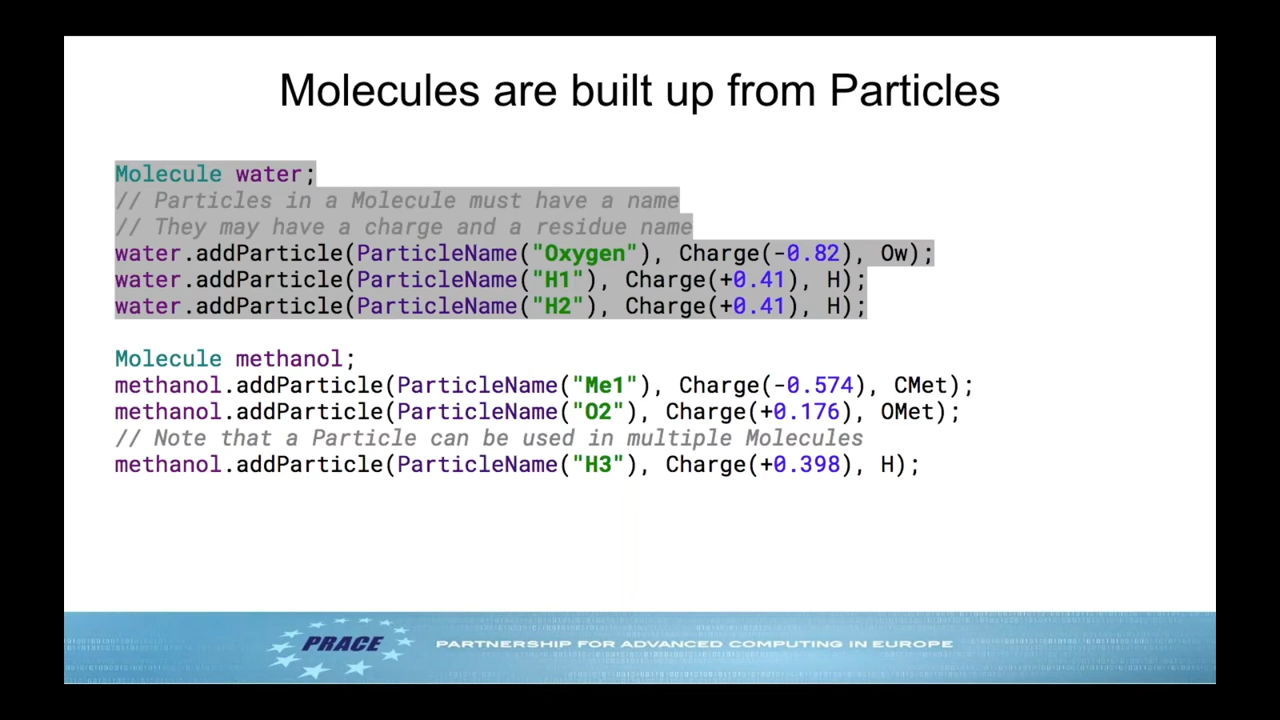 Molecules are built up from Particles
Molecule water;
// Particles in a Molecule must have a name
// They may have a charge and a residue name
water.addParticle(ParticleName("Oxygen"), Charge(-0.82), Ow);
water.addParticle(ParticleName("H1"), Charge(+0.41), H);
water.addParticle(ParticleName("H2"), Charge(+0.41), H);
Molecule methanol;
methanol.addParticle(ParticleName("Me1"), Charge(-0.574), CMet);
methanol.addParticle(ParticleName("O2"), Charge(+0.176), OMet);
// Note that a Particle can be used in multiple Molecules
methanol.addParticle(ParticleName("H3"), Charge(+0.398), H);
PRACE
PARTNERSHIP FOR ADVANCED COMPUTING IN EUROPE